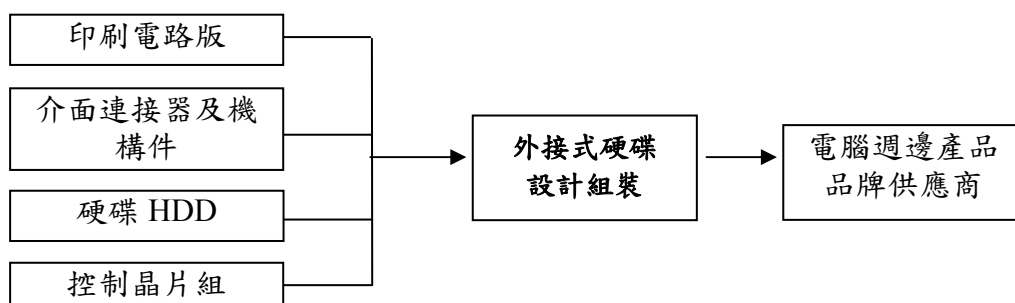 印刷電路版
介面連接器及機
構件
硬碟 HDD
控制晶片組
外接式硬碟
設計組裝
電腦週邊產品
品牌供應商